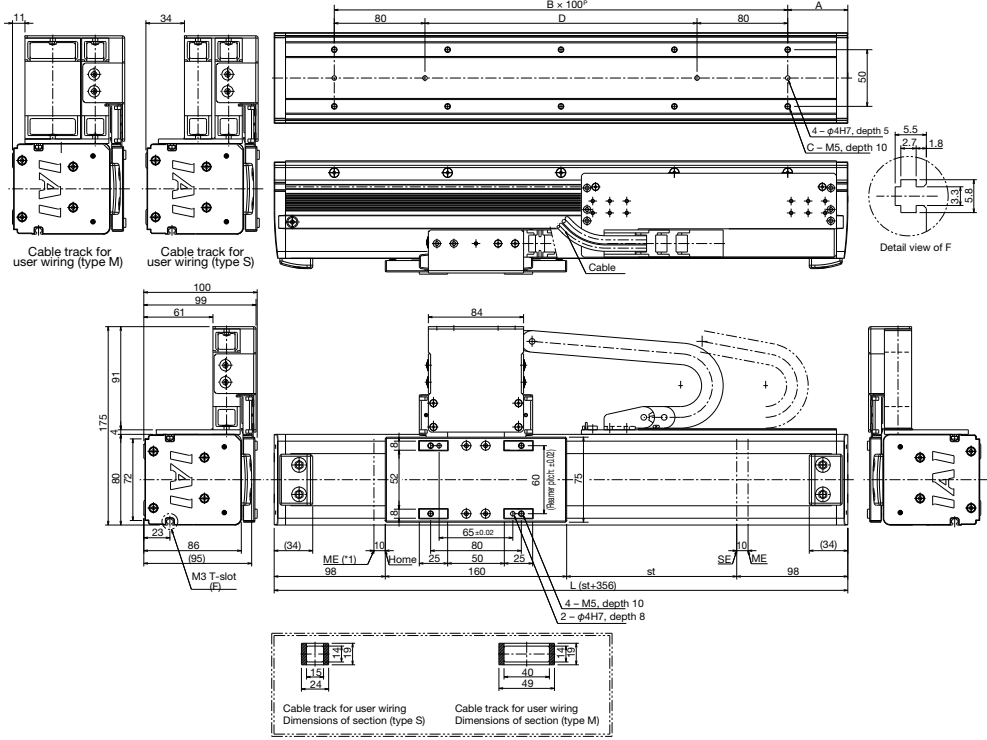 11
34
B × 100ᴾ
A
80
D
80
50
4 – φ4H7, depth 5
C – M5, depth 10
5.5
2.7
1.8
3.3
5.8
Detail view of F
IAI
IAI
Cable track for
user wiring (type M)
Cable track for
user wiring (type S)
Cable
100
99
61
84
175
91
4
80
72
IAI
23
86
(95)
M3 T-slot
(F)
8
52
8
60
(Reamer pitch: ±0.02)
75
65±0.02
80
(34)
ME (*1)
10
Home
25
50
25
SE
10
ME
(34)
98
160
st
98
L (st+356)
4 – M5, depth 10
2 – φ4H7, depth 8
IAI
14
19
15
24
14
19
40
49
Cable track for user wiring
Dimensions of section (type S)
Cable track for user wiring
Dimensions of section (type M)